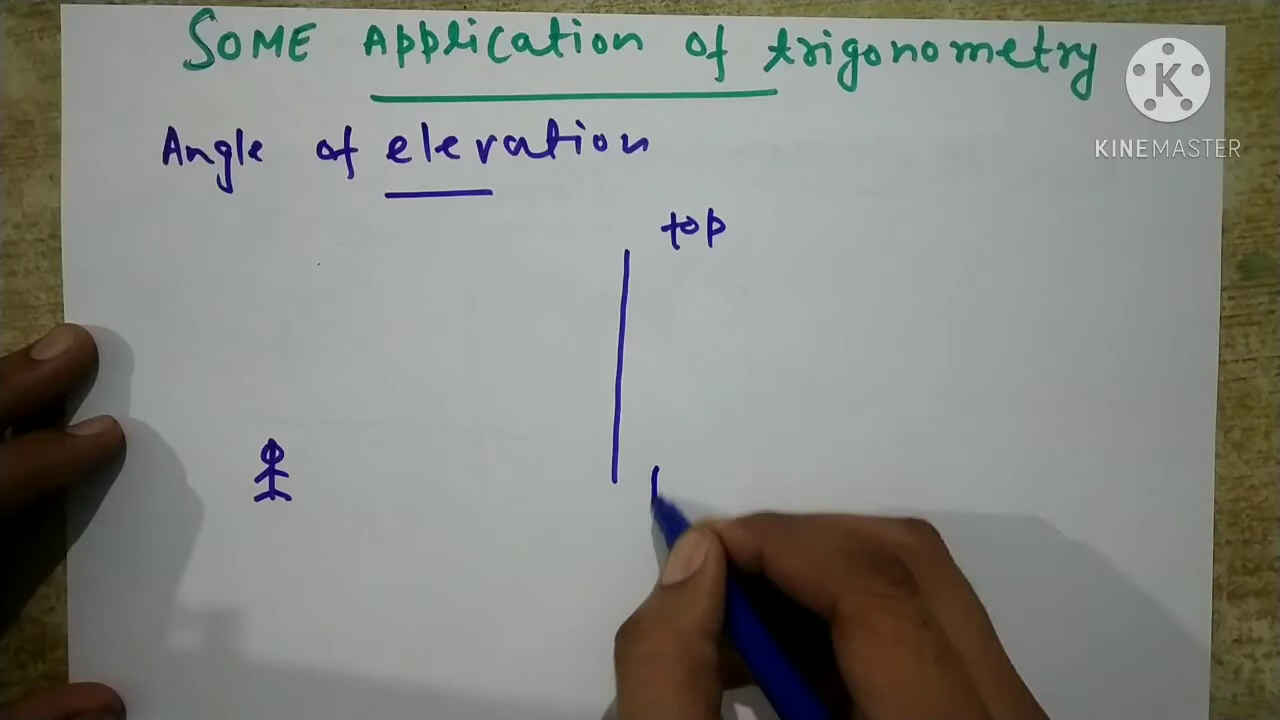 SOME Application of trigonometry
K
KINEMASTER
Angle of elevation
top